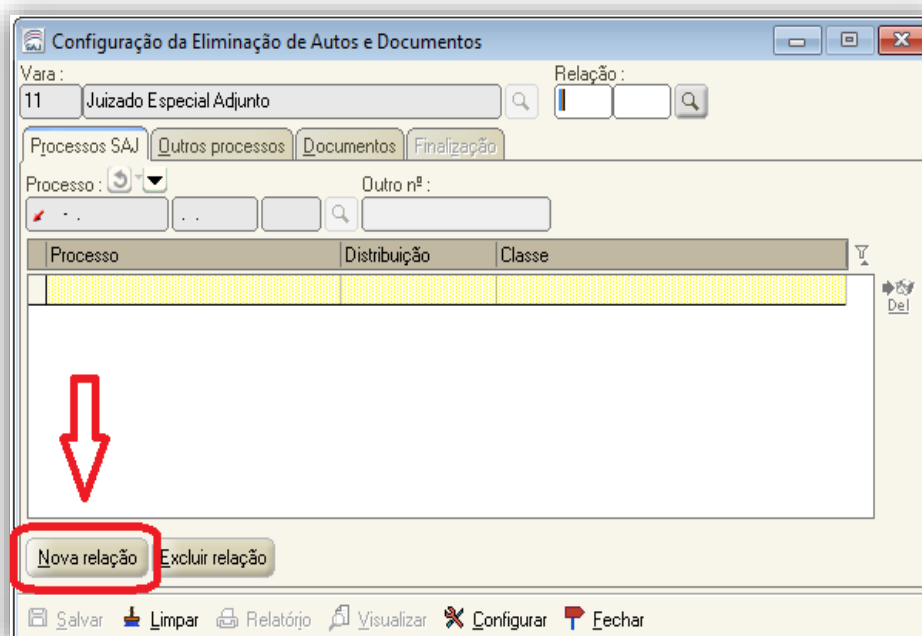 SAJ Configuração da Eliminação de Autos e Documentos
Vara : Relação :
11 Juizado Especial Adjunto
Processos SAJ Outros processos Documentos Finalização
Processo : Outro nº :
- . . .
Processo Distribuição Classe
Del
Nova relação Excluir relação
Salvar Limpar Relatório Visualizar Configurar Fechar